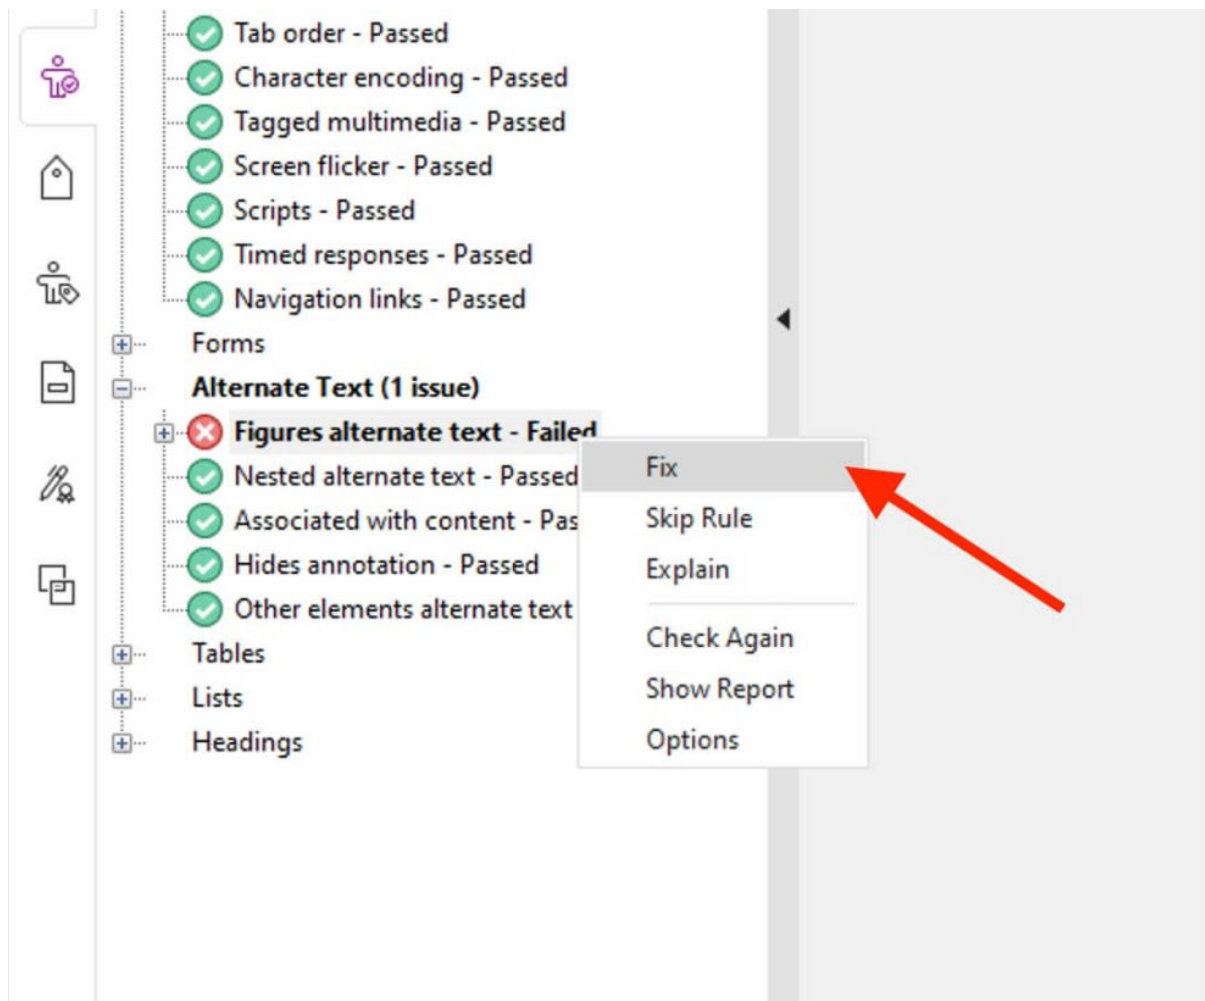 Tab order - Passed
Character encoding - Passed
Tagged multimedia - Passed
Screen flicker - Passed
Scripts - Passed
Timed responses - Passed
Navigation links - Passed
Forms
Alternate Text (1 issue)
Figures alternate text - Failed
Nested alternate text - Passed
Associated with content - Pas
Hides annotation - Passed
Other elements alternate text
Tables
Lists
Headings
Fix
Skip Rule
Explain
Check Again
Show Report
Options